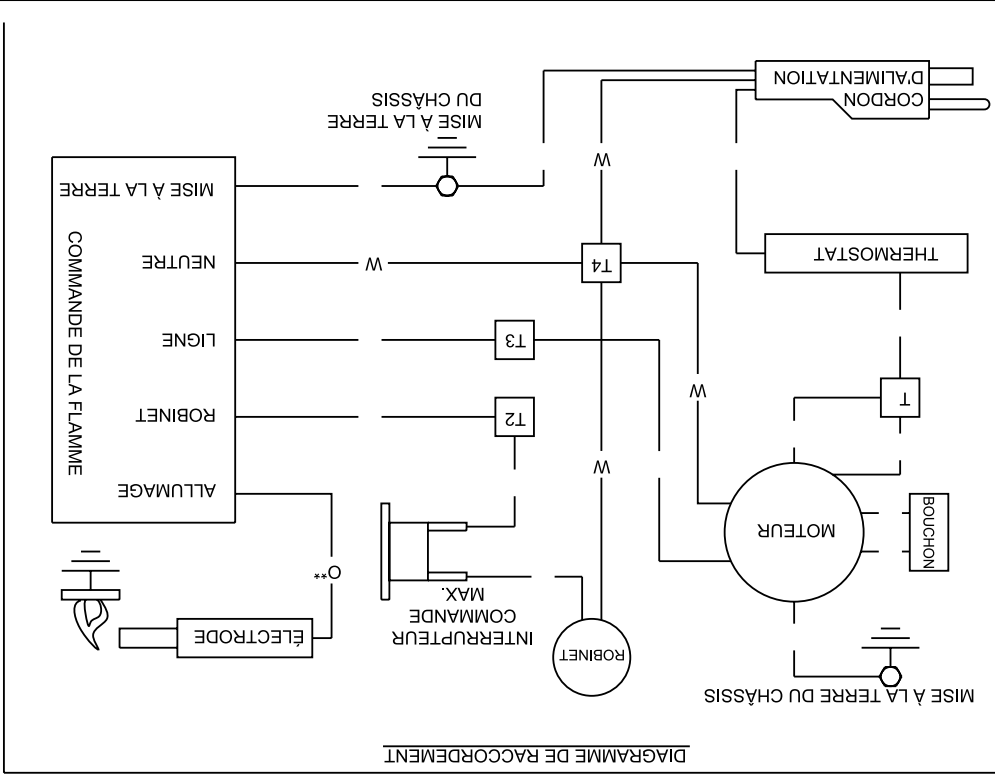 DIAGRAMME DE RACCORDEMENT
MISE À LA TERRE DU CHÂSSIS
ROBINET
INTERRUPTEUR
COMMANDE
MAX.
ÉLECTRODE
O**
BOUCHON
MOTEUR
ALLUMAGE
W
T2
ROBINET
T
W
T3
LIGNE
THERMOSTAT
T4
W
NEUTRE
COMMANDE DE LA FLAMME
MISE À LA TERRE
W
MISE À LA TERRE
DU CHÂSSIS
CORDON
D'ALIMENTATION